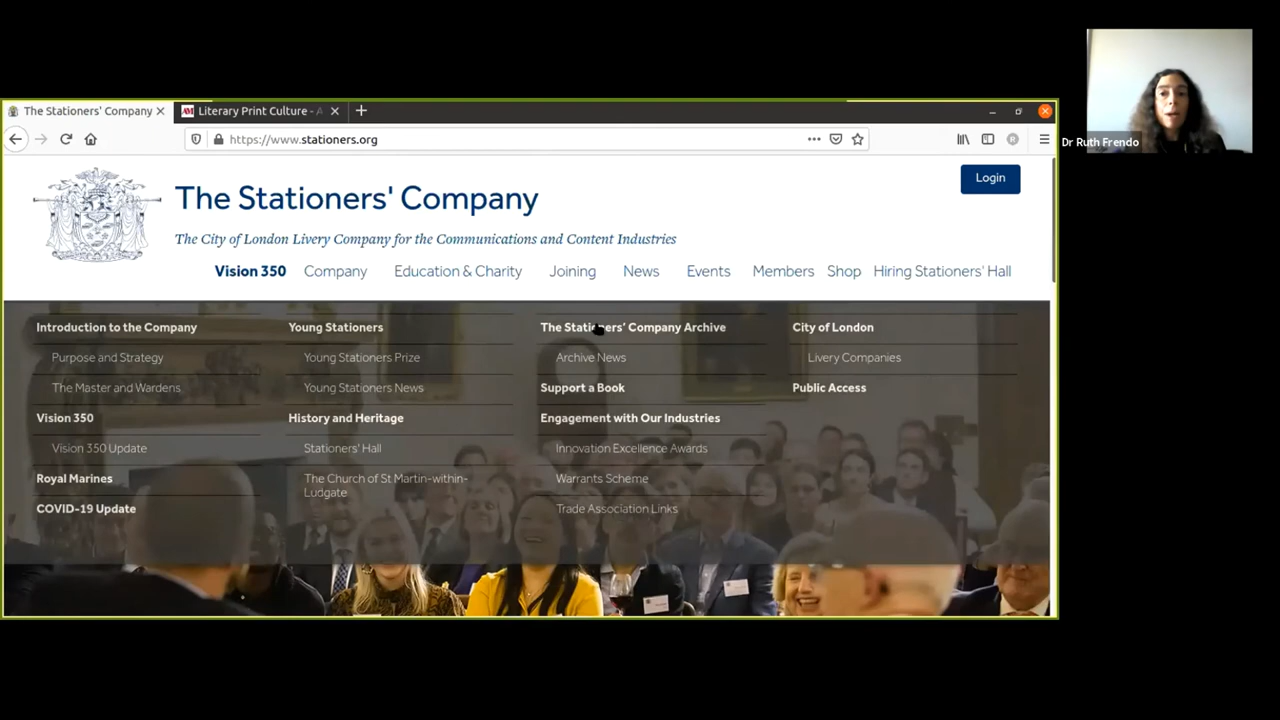 The Stationers' Company
Literary Print Culture - A
https://www.stationers.org
Dr Ruth Frendo
Login
The Stationers' Company
The City of London Livery Company for the Communications and Content Industries
Vision 350 Company Education & Charity Joining News Events Members Shop Hiring Stationers' Hall
Introduction to the Company
Purpose and Strategy
The Master and Wardens
Vision 350
Vision 350 Update
Royal Marines
COVID-19 Update
Young Stationers
Young Stationers Prize
Young Stationers News
History and Heritage
Stationers' Hall
The Church of St Martin-within-
Ludgate
The Stationers' Company Archive
Archive News
Support a Book
Engagement with Our Industries
Innovation Excellence Awards
Warrants Scheme
Trade Association Links
City of London
Livery Companies
Public Access